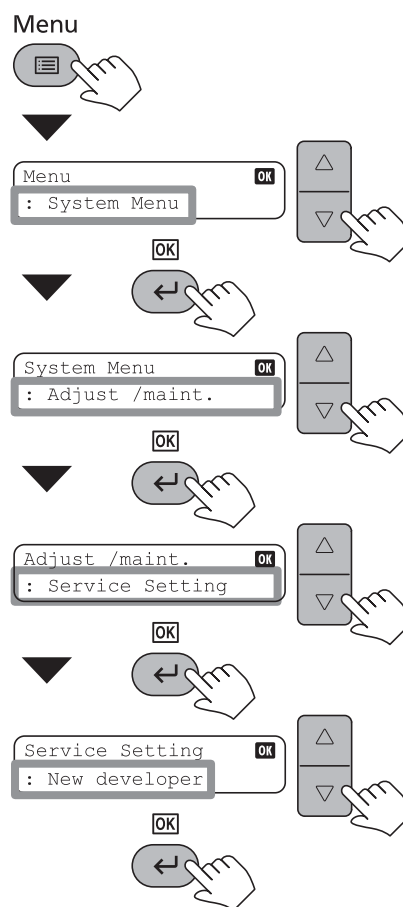 Menu
Menu OK
: System Menu
OK
System Menu OK
: Adjust /maint.
OK
Adjust /maint. OK
: Service Setting
OK
Service Setting OK
: New developer
OK